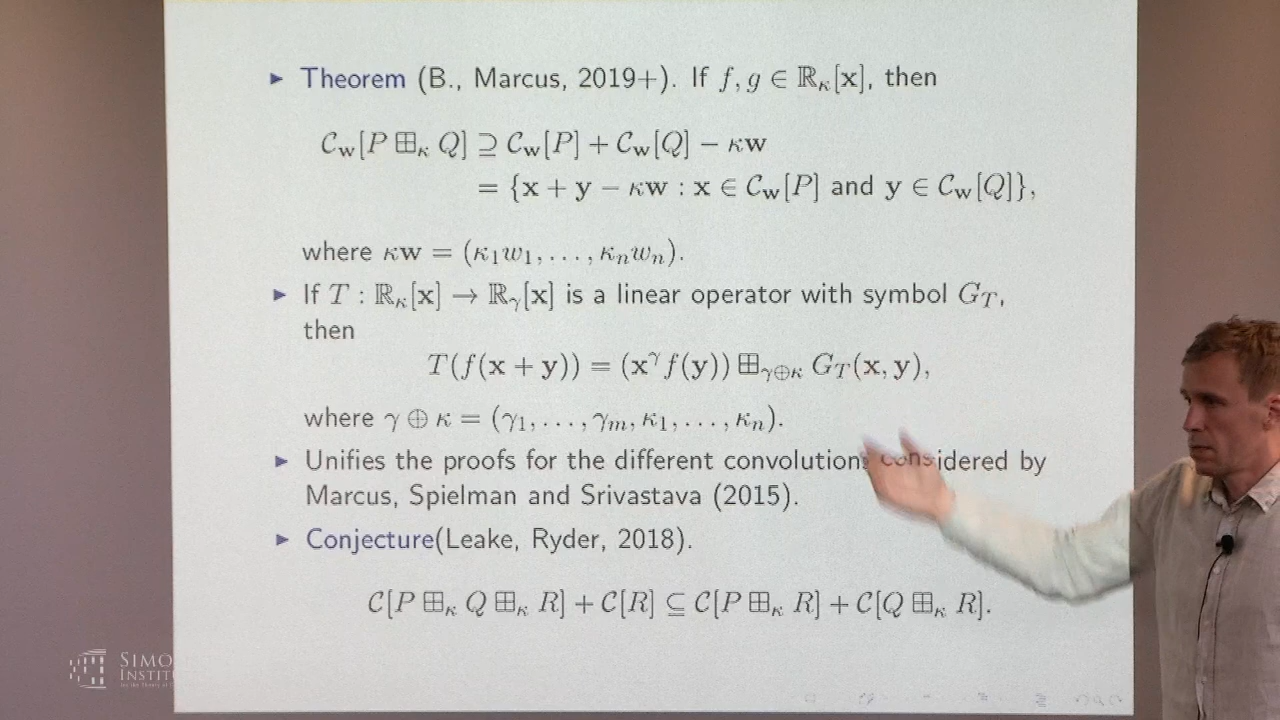 ► Theorem (B., Marcus, 2019+). If f, g ∈ ℝ_κ[𝐱], then
𝒞_𝐰[P ⊞_κ Q] ⊇ 𝒞_𝐰[P] + 𝒞_𝐰[Q] − κ𝐰
= {𝐱 + 𝐲 − κ𝐰 : 𝐱 ∈ 𝒞_𝐰[P] and 𝐲 ∈ 𝒞_𝐰[Q]},
where κ𝐰 = (κ₁w₁, . . . , κₙwₙ).
► If T : ℝ_κ[𝐱] → ℝ_γ[𝐱] is a linear operator with symbol G_T,
then
T(f(𝐱 + 𝐲)) = (𝐱^γ f(𝐲)) ⊞_{γ⊕κ} G_T(𝐱, 𝐲),
where γ ⊕ κ = (γ₁, . . . , γₘ, κ₁, . . . , κₙ).
► Unifies the proofs for the different convolutions considered by
Marcus, Spielman and Srivastava (2015).
► Conjecture(Leake, Ryder, 2018).
𝒞[P ⊞_κ Q ⊞_κ R] + 𝒞[R] ⊆ 𝒞[P ⊞_κ R] + 𝒞[Q ⊞_κ R].